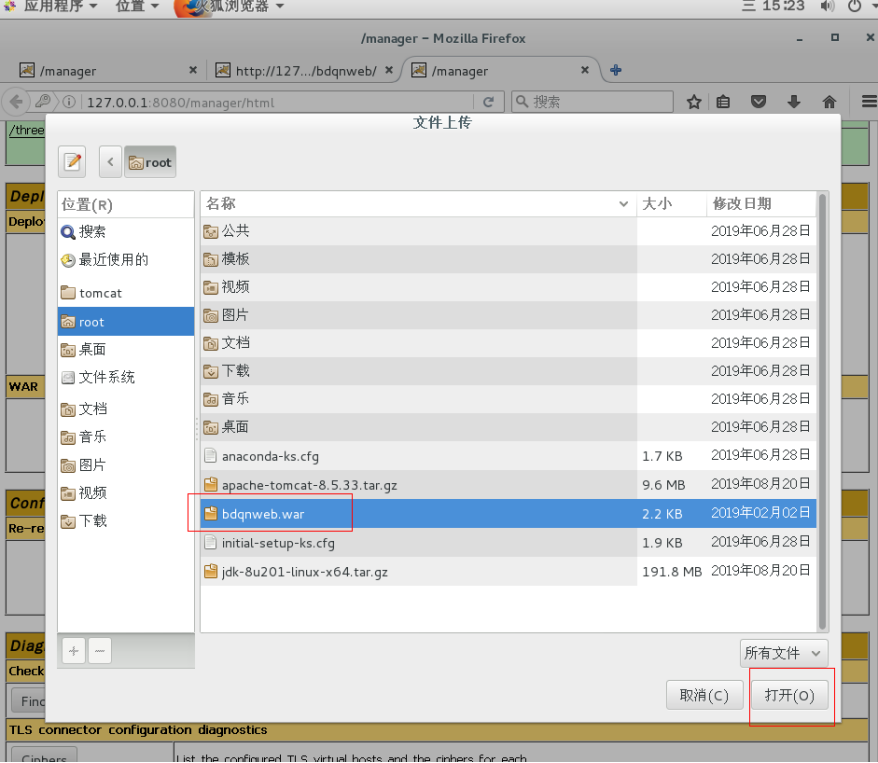 应用程序 位置 火狐浏览器 三 15:23
/manager - Mozilla Firefox
/manager × http://127.../bdqnweb/ × /manager ×
127.0.0.1:8080/manager/html 搜索
文件上传
/three
root
Depl
位置(R) 名称 大小 修改日期
Deplo
搜索 公共 2019年06月28日
最近使用的 模板 2019年06月28日
tomcat 视频 2019年06月28日
root 图片 2019年06月28日
桌面 文档 2019年06月28日
文件系统 下载 2019年06月28日
WAR
文档 音乐 2019年06月28日
音乐 桌面 2019年06月28日
图片 anaconda-ks.cfg 1.7 KB 2019年06月28日
视频 apache-tomcat-8.5.33.tar.gz 9.6 MB 2019年08月20日
Conf
下载 bdqnweb.war 2.2 KB 2019年02月02日
Re-re
initial-setup-ks.cfg 1.9 KB 2019年06月28日
jdk-8u201-linux-x64.tar.gz 191.8 MB 2019年08月20日
Diag
所有文件
Check
Find
取消(C) 打开(O)
TLS connector configuration diagnostics
Ciphers List the configured TLS virtual hosts and the ciphers for each.